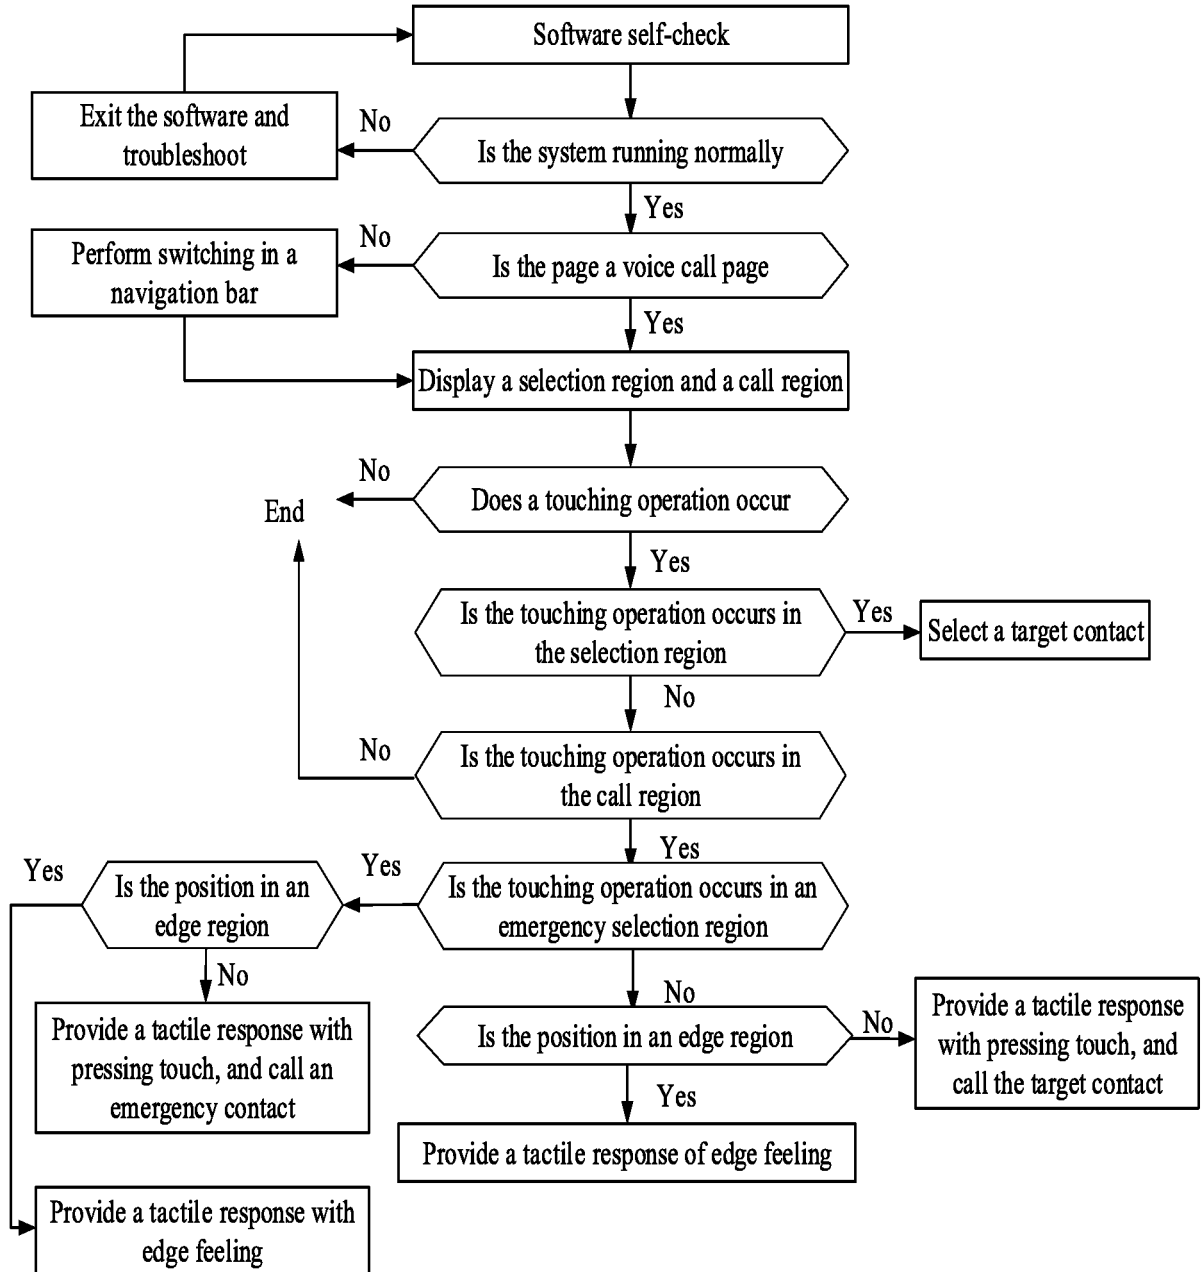 Software self-check
Exit the software and
troubleshoot
No
Is the system running normally
Yes
Perform switching in a
navigation bar
No
Is the page a voice call page
Yes
Display a selection region and a call region
No
Does a touching operation occur
End
Yes
Is the touching operation occurs in
the selection region
Yes
Select a target contact
No
No
Is the touching operation occurs in
the call region
Yes
Yes
Is the position in an
edge region
Yes
Is the touching operation occurs in an
emergency selection region
No
No
Provide a tactile response with
pressing touch, and call an
emergency contact
Is the position in an edge region
No
Provide a tactile response
with pressing touch, and
call the target contact
Yes
Provide a tactile response of edge feeling
Provide a tactile response with
edge feeling